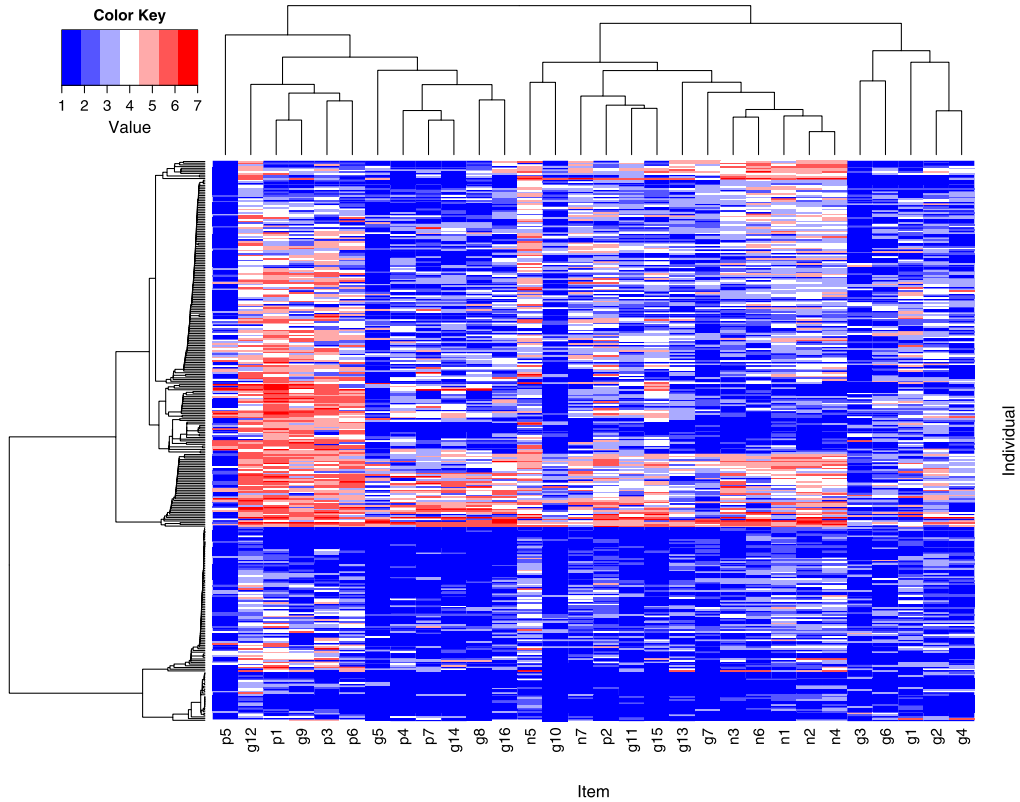 Color Key
1 2 3 4 5 6 7
Value
Individual
p5 g12 p1 g9 p3 p6 g5 p4 p7 g14 g8 g16 n5 g10 n7 p2 g11 g15 g13 g7 n3 n6 n1 n2 n4 g3 g6 g1 g2 g4
Item